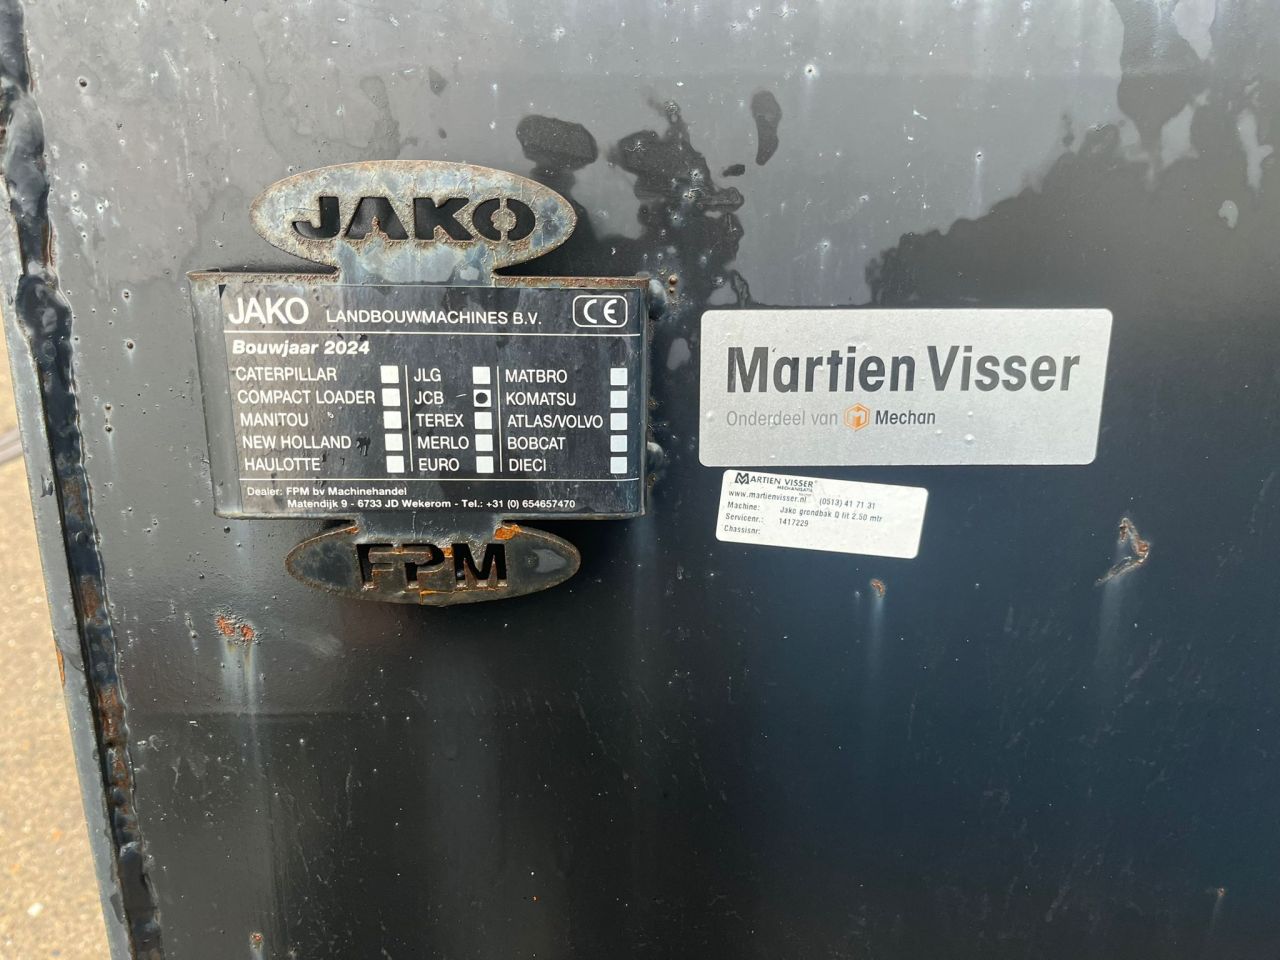 JAKO
JAKO LANDBOUWMACHINES B.V. CE
Bouwjaar 2024
CATERPILLAR JLG MATBRO
COMPACT LOADER JCB KOMATSU
MANITOU TEREX ATLAS/VOLVO
NEW HOLLAND MERLO BOBCAT
HAULOTTE EURO DIECI
Dealer: FPM bv Machinehandel
Matendijk 9 - 6733 JD Wekerom - Tel.: +31 (0) 654657470
FPM
Martien Visser
Onderdeel van Mechan
MARTIEN VISSER
MECHANISATIE
www.martienvisser.nl (0513) 41 71 31
Machine: Jako grondbak Q fit 2.50 mtr
Servicenr.: 1417229
Chassisnr: